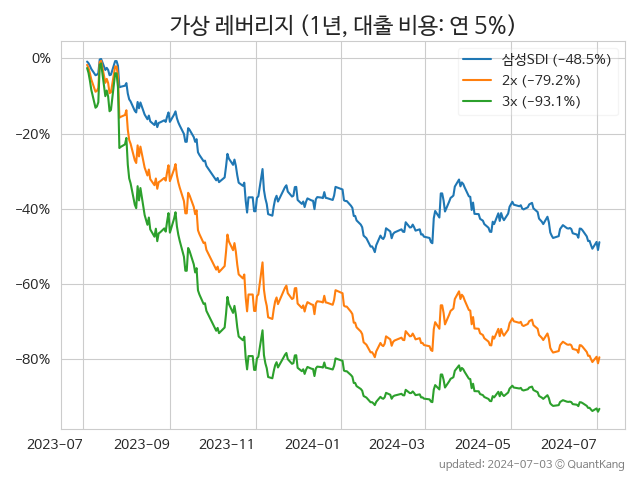 가상 레버리지 (1년, 대출 비용: 연 5%)
삼성SDI (−48.5%)
2x (−79.2%)
3x (−93.1%)
0%
−20%
−40%
−60%
−80%
2023-07 2023-09 2023-11 2024-01 2024-03 2024-05 2024-07
updated: 2024-07-03 © QuantKang